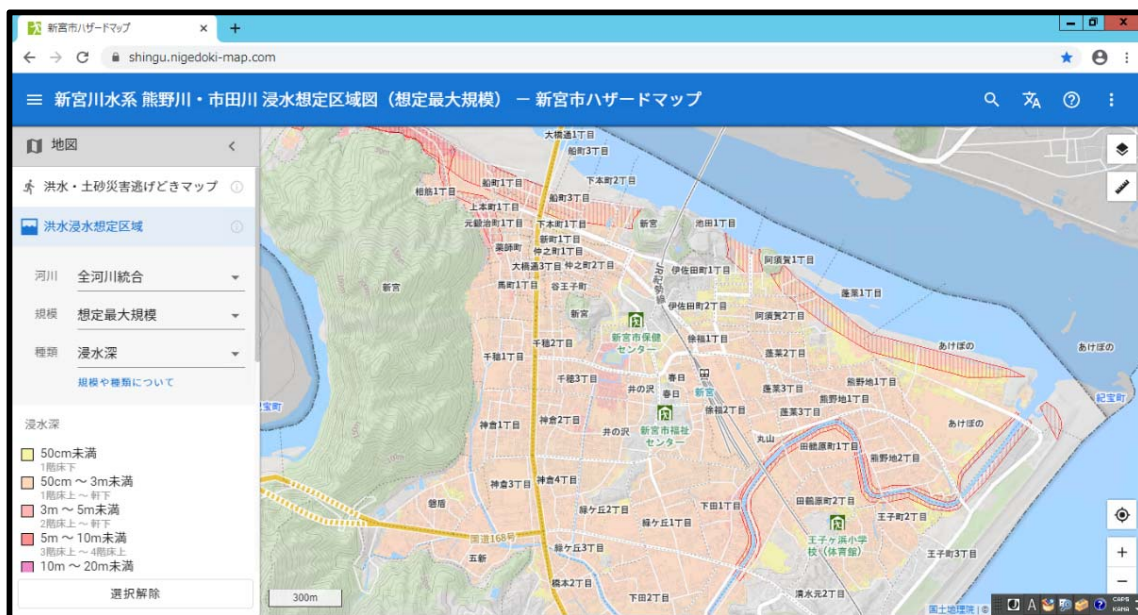 新宮市ハザードマップ
shingu.nigedoki-map.com
新宮川水系 熊野川・市田川 浸水想定区域図（想定最大規模） － 新宮市ハザードマップ
地図
洪水・土砂災害逃げどきマップ
洪水浸水想定区域
河川 全河川統合
規模 想定最大規模
種類 浸水深
規模や種類について
浸水深
50cm未満
1階床下
50cm ～ 3m未満
1階床上 ～ 軒下
3m ～ 5m未満
2階床上 ～ 軒下
5m ～ 10m未満
3階床上 ～ 4階床上
10m ～ 20m未満
選択解除
大橋通1丁目
船町3丁目
船町1丁目
下本町2丁目
相筋1丁目
船町3丁目
上本町1丁目
元鍛治町1丁目
下本町1丁目
新宮
池田1丁目
新町1丁目
薬師町
仲之町1丁目
大橋通3丁目
仲之町2丁目
伊佐田町1丁目
阿須賀1丁目
馬町1丁目
谷王子町
JR紀勢線
蓬莱1丁目
新宮
新宮
伊佐田町2丁目
阿須賀2丁目
新宮市保健
センター
徐福1丁目
あけぼの
あけぼの
千穂1丁目
千穂2丁目
蓬莱2丁目
千穂3丁目
井の沢
春日
春日
新宮
蓬莱3丁目
熊野地1丁目
熊野地1丁目
紀宝町
紀宝町
神倉1丁目
神倉2丁目
井の沢
新宮市福祉
センター
徐福2丁目
蓬莱3丁目
丸山
田鶴原町1丁目
あけぼの
熊野地2丁目
神倉3丁目
神倉4丁目
磐盾
緑ケ丘2丁目
緑ケ丘1丁目
下田1丁目
田鶴原町2丁目
王子町2丁目
国道168号
五新
緑ケ丘3丁目
王子ヶ浜小学
校（体育館）
王子町3丁目
橋本2丁目
下田2丁目
清水元2丁目
300m
国土地理院
A
CAPS
KANA